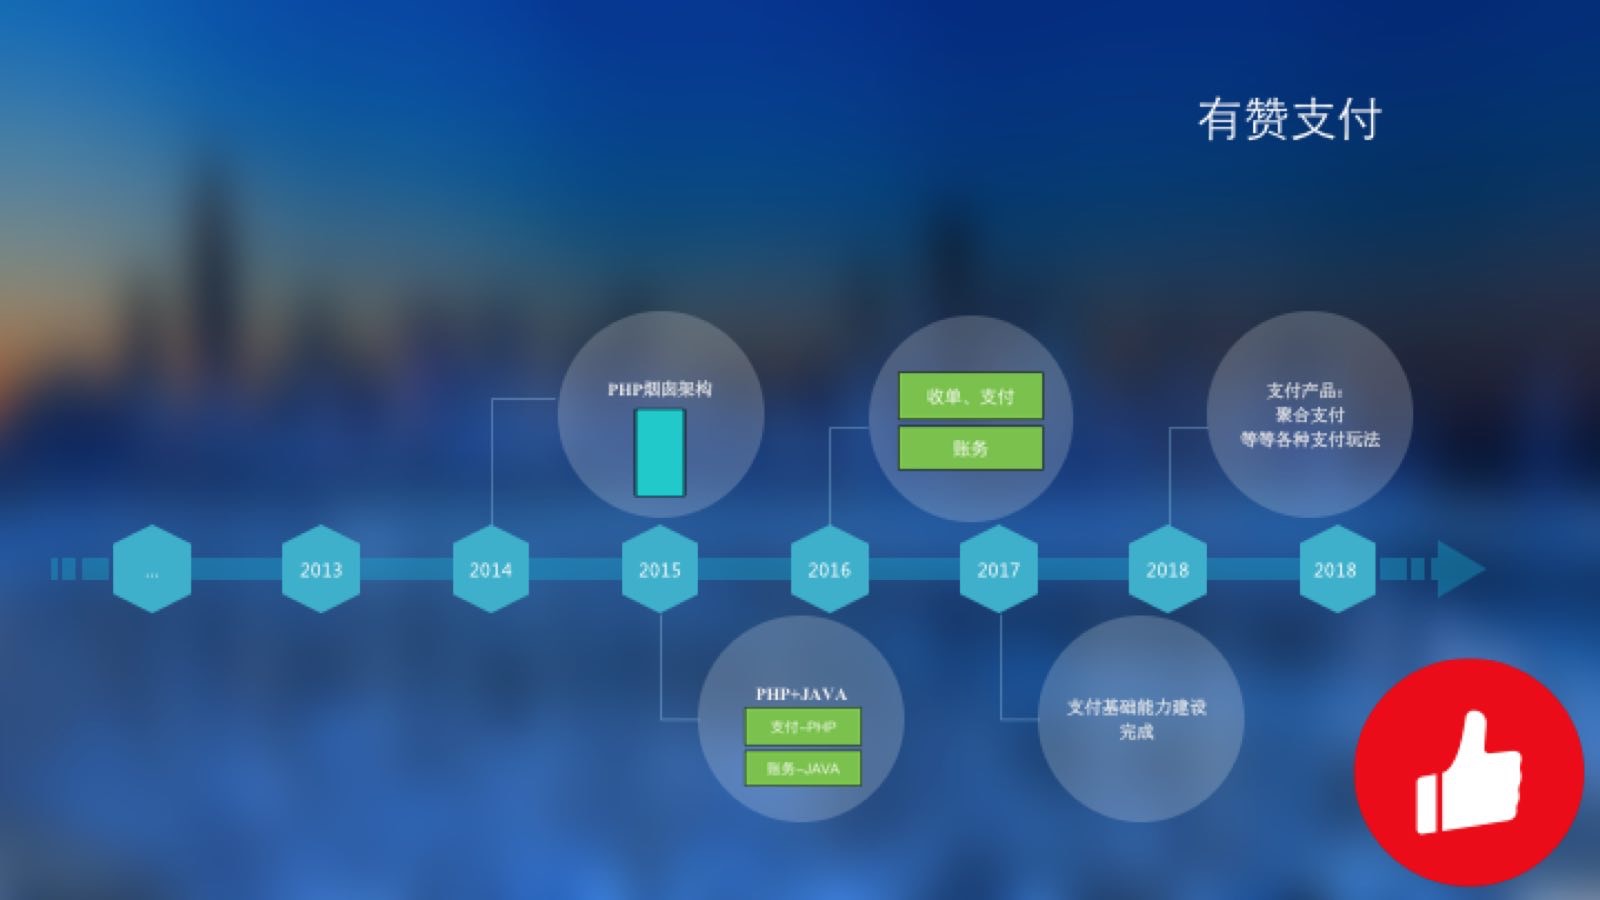 有赞支付
PHP烟囱架构
收单、支付
账务
支付产品：
聚合支付
等等各种支付玩法
...
2013
2014
2015
2016
2017
2018
2018
PHP+JAVA
支付-PHP
账务-JAVA
支付基础能力建设
完成